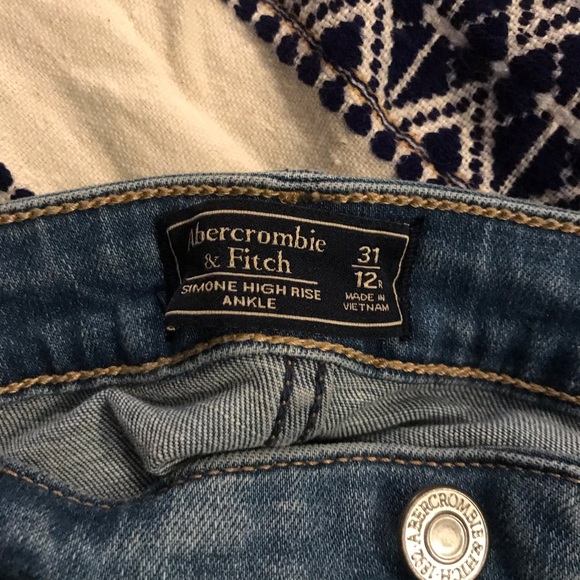 Abercrombie
& Fitch
SIMONE HIGH RISE
ANKLE
31
12R
MADE IN
VIETNAM
ABERCROMBIE & FITCH